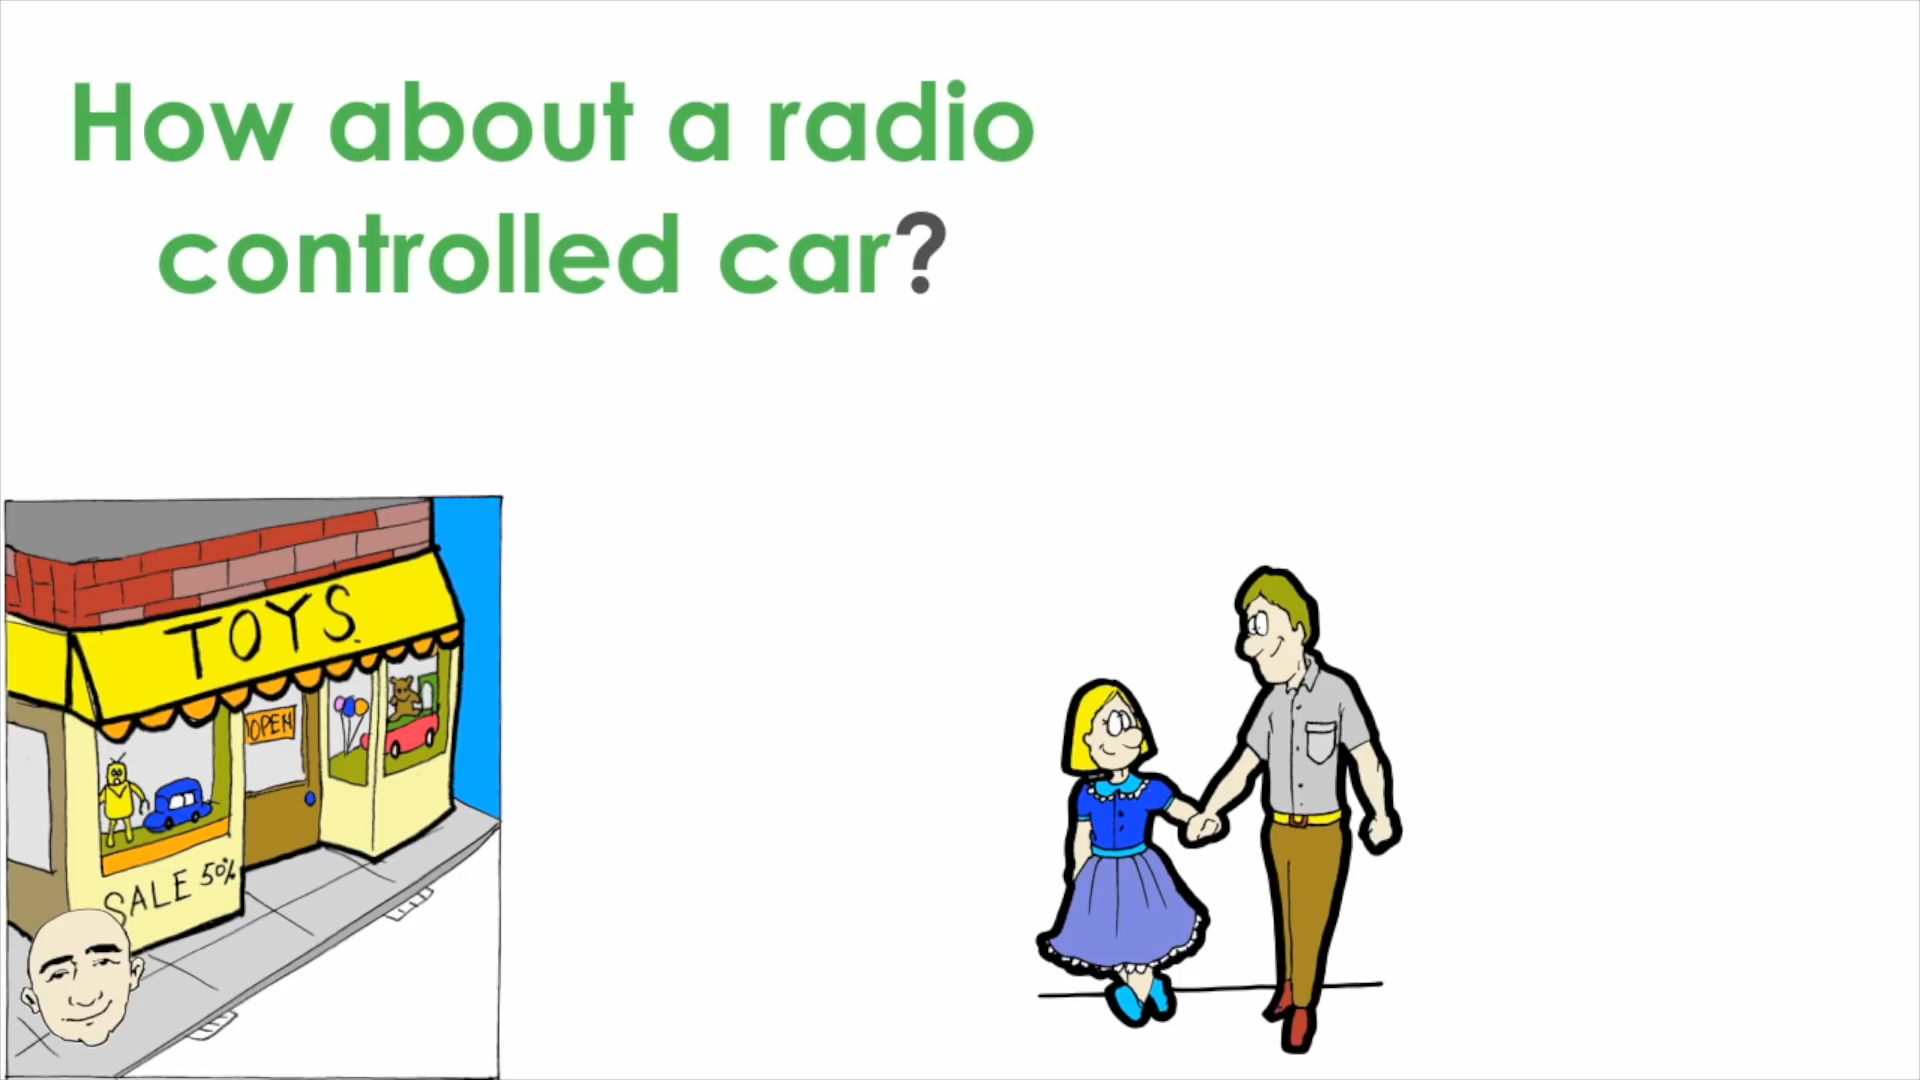 How about a radio
controlled car?
TOYS.
OPEN
SALE 50%